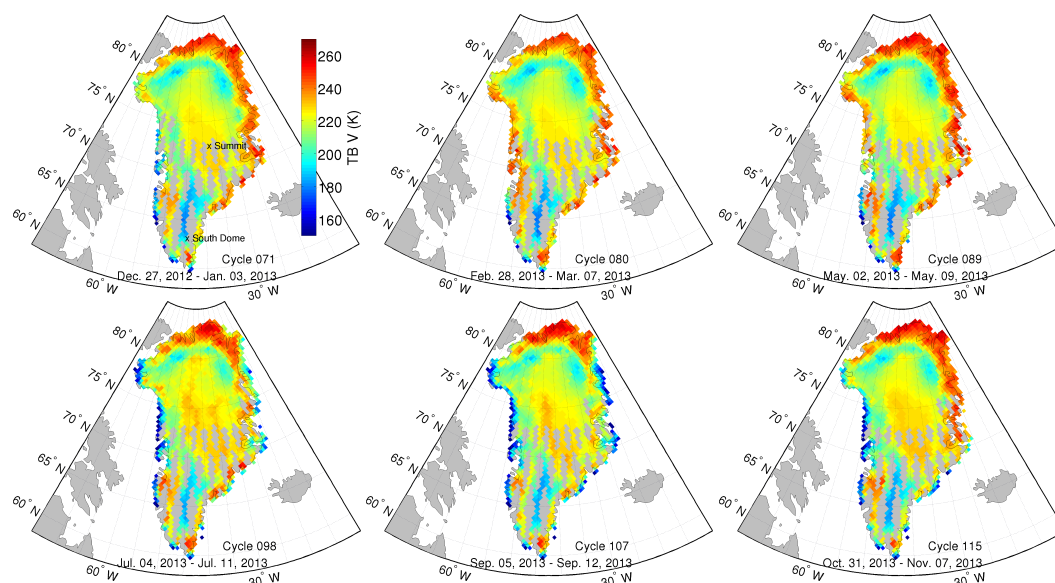 80° N
75° N
70° N
65° N
60° N
60° W
30° W
x Summit
x South Dome
260
240
220
200
180
160
TB V (K)
Cycle 071
Dec. 27, 2012 - Jan. 03, 2013
80° N
75° N
70° N
65° N
60° N
60° W
30° W
Cycle 080
Feb. 28, 2013 - Mar. 07, 2013
80° N
75° N
70° N
65° N
60° N
60° W
30° W
Cycle 089
May. 02, 2013 - May. 09, 2013
80° N
75° N
70° N
65° N
60° N
60° W
30° W
Cycle 098
Jul. 04, 2013 - Jul. 11, 2013
80° N
75° N
70° N
65° N
60° N
60° W
30° W
Cycle 107
Sep. 05, 2013 - Sep. 12, 2013
80° N
75° N
70° N
65° N
60° N
60° W
30° W
Cycle 115
Oct. 31, 2013 - Nov. 07, 2013